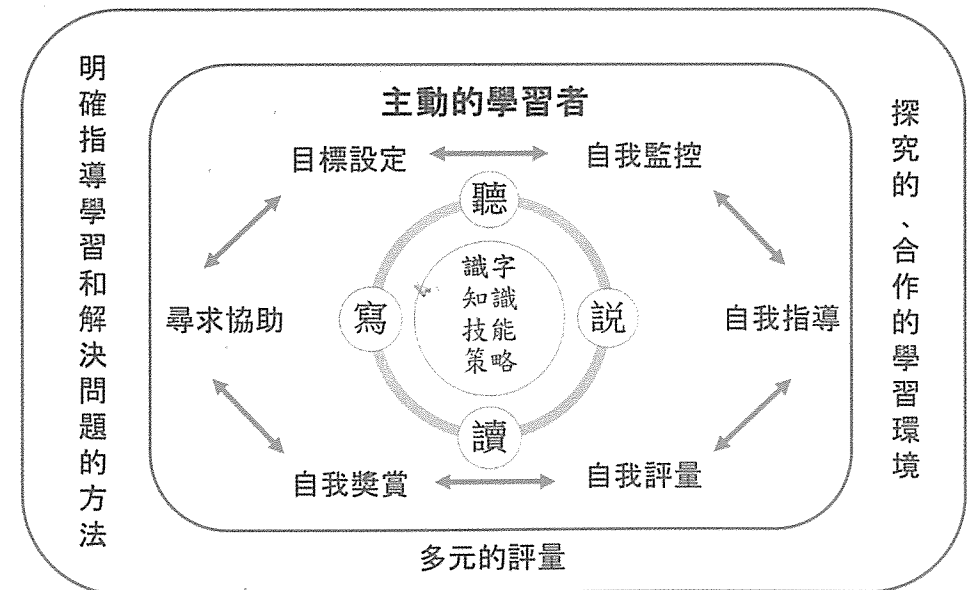 明確指導學習和解決問題的方法
主動的學習者
目標設定
自我監控
聽
識字
知識
技能
策略
寫
説
尋求協助
自我指導
讀
自我獎賞
自我評量
探究的、合作的學習環境
多元的評量